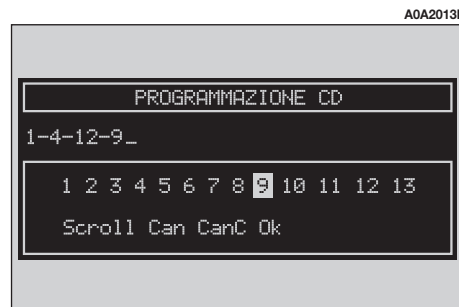 A0A2013l
PROGRAMMAZIONE CD
1-4-12-9_
1 2 3 4 5 6 7 8 9 10 11 12 13
Scroll Can CanC Ok